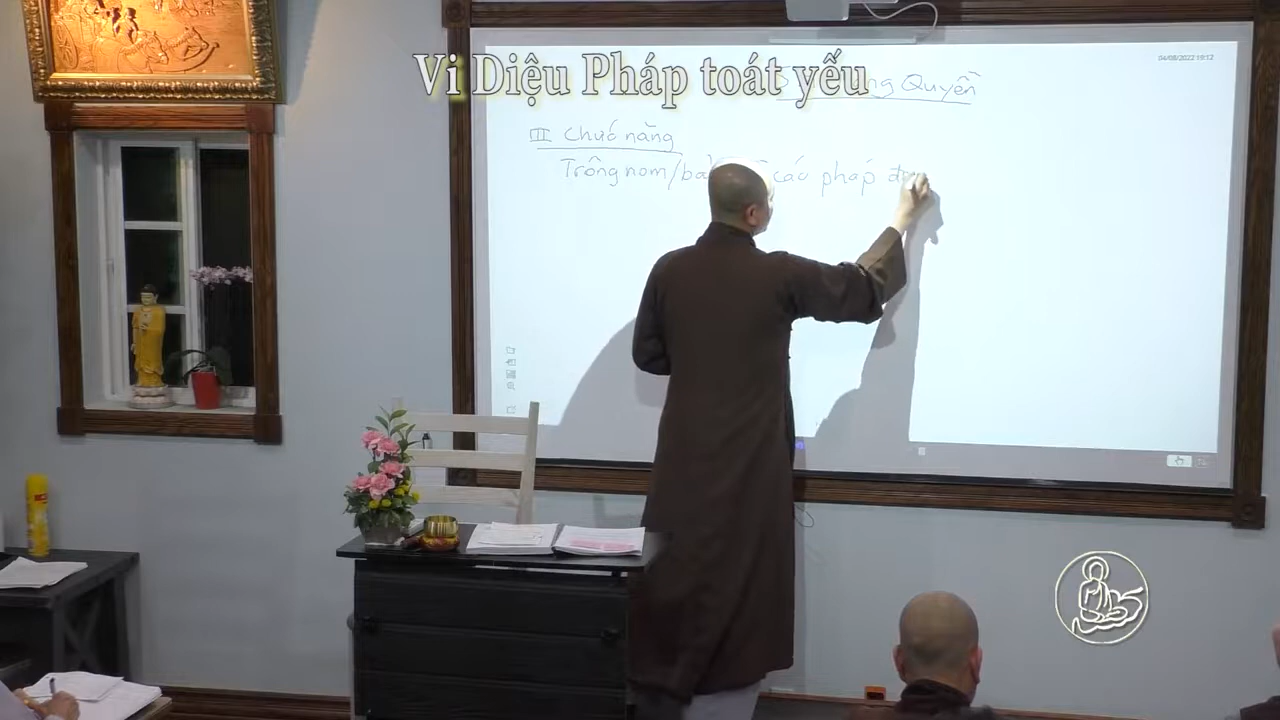 Vi Diệu Pháp toát yếu
04/08/2022 19:12
Quyền
III Chức năng
Trông nom/ các pháp